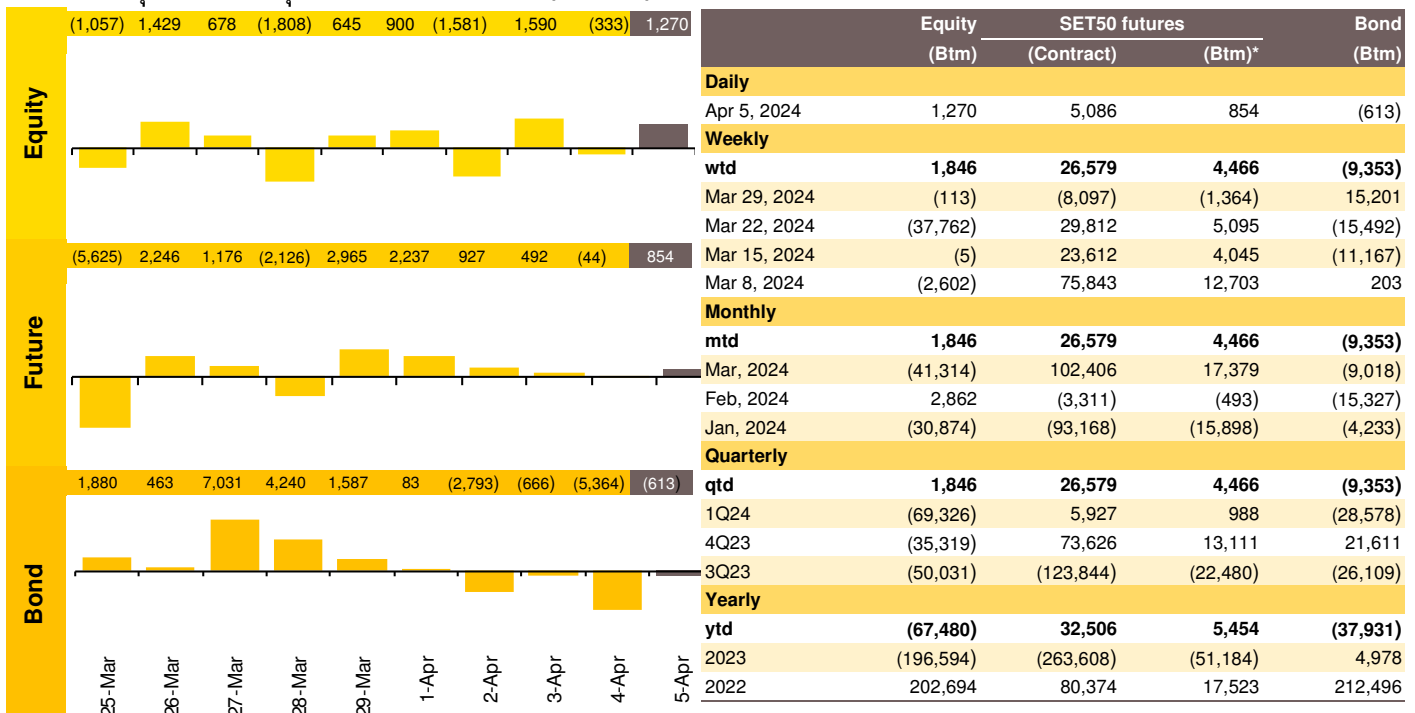 Equity
(1,057) 1,429 678 (1,808) 645 900 (1,581) 1,590 (333) 1,270
Future
(5,625) 2,246 1,176 (2,126) 2,965 2,237 927 492 (44) 854
Bond
1,880 463 7,031 4,240 1,587 83 (2,793) (666) (5,364) (613)
25-Mar 26-Mar 27-Mar 28-Mar 29-Mar 1-Apr 2-Apr 3-Apr 4-Apr 5-Apr
Equity SET50 futures Bond
(Btm) (Contract) (Btm)* (Btm)
Daily
Apr 5, 2024 1,270 5,086 854 (613)
Weekly
wtd 1,846 26,579 4,466 (9,353)
Mar 29, 2024 (113) (8,097) (1,364) 15,201
Mar 22, 2024 (37,762) 29,812 5,095 (15,492)
Mar 15, 2024 (5) 23,612 4,045 (11,167)
Mar 8, 2024 (2,602) 75,843 12,703 203
Monthly
mtd 1,846 26,579 4,466 (9,353)
Mar, 2024 (41,314) 102,406 17,379 (9,018)
Feb, 2024 2,862 (3,311) (493) (15,327)
Jan, 2024 (30,874) (93,168) (15,898) (4,233)
Quarterly
qtd 1,846 26,579 4,466 (9,353)
1Q24 (69,326) 5,927 988 (28,578)
4Q23 (35,319) 73,626 13,111 21,611
3Q23 (50,031) (123,844) (22,480) (26,109)
Yearly
ytd (67,480) 32,506 5,454 (37,931)
2023 (196,594) (263,608) (51,184) 4,978
2022 202,694 80,374 17,523 212,496